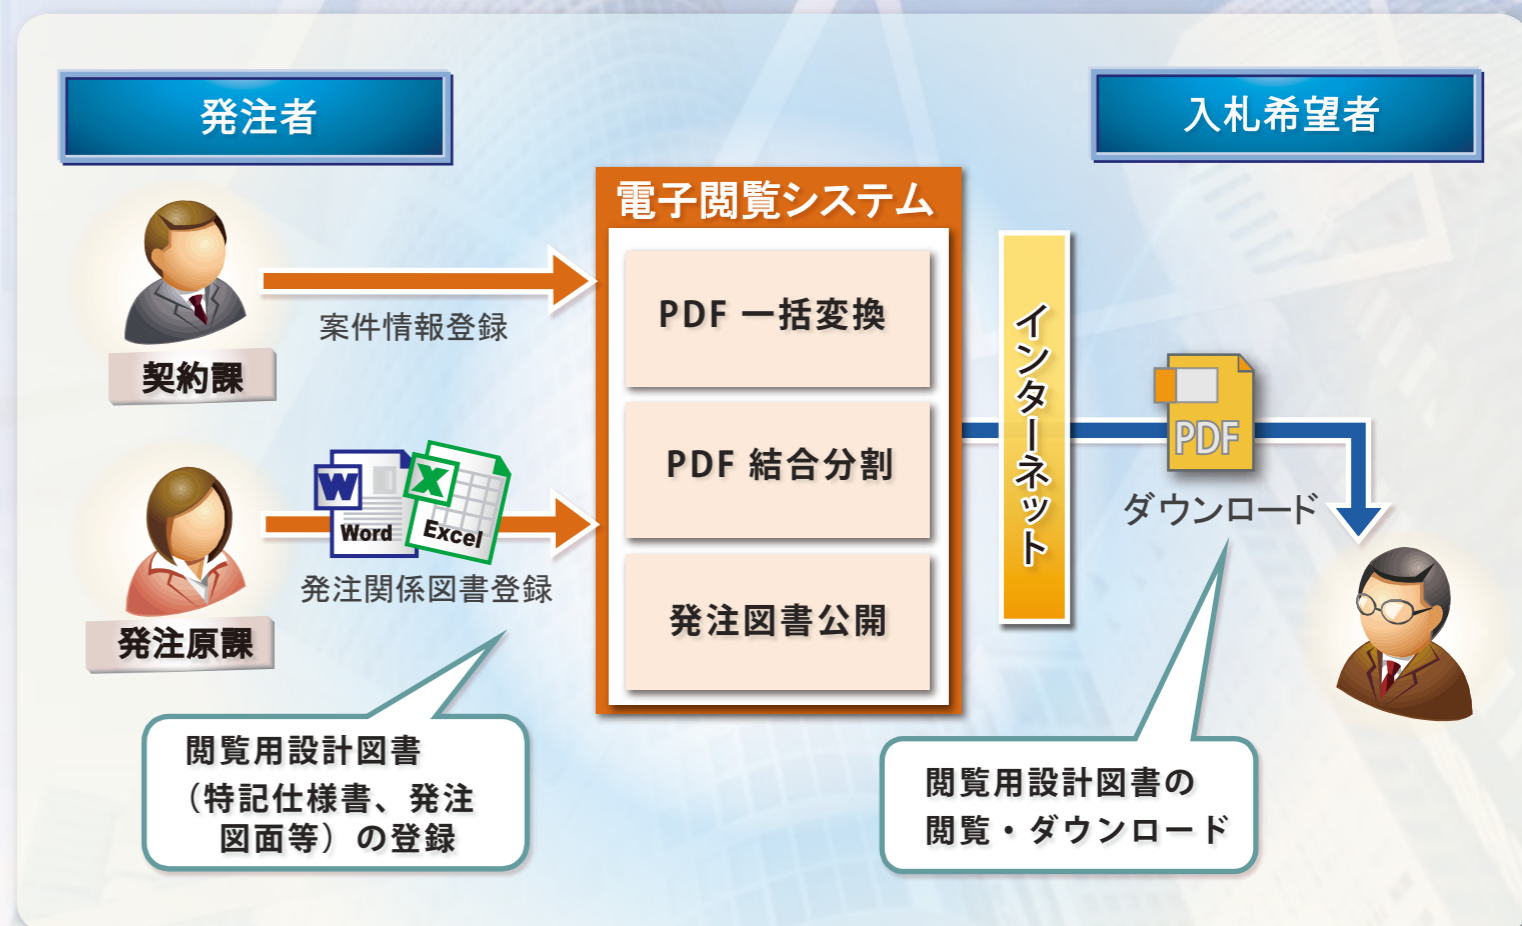 発注者
入札希望者
電子閲覧システム
契約課
案件情報登録
発注原課
Word
Excel
発注関係図書登録
PDF 一括変換
PDF 結合分割
発注図書公開
インターネット
PDF
ダウンロード
閲覧用設計図書
（特記仕様書、発注
図面等）の登録
閲覧用設計図書の
閲覧・ダウンロード